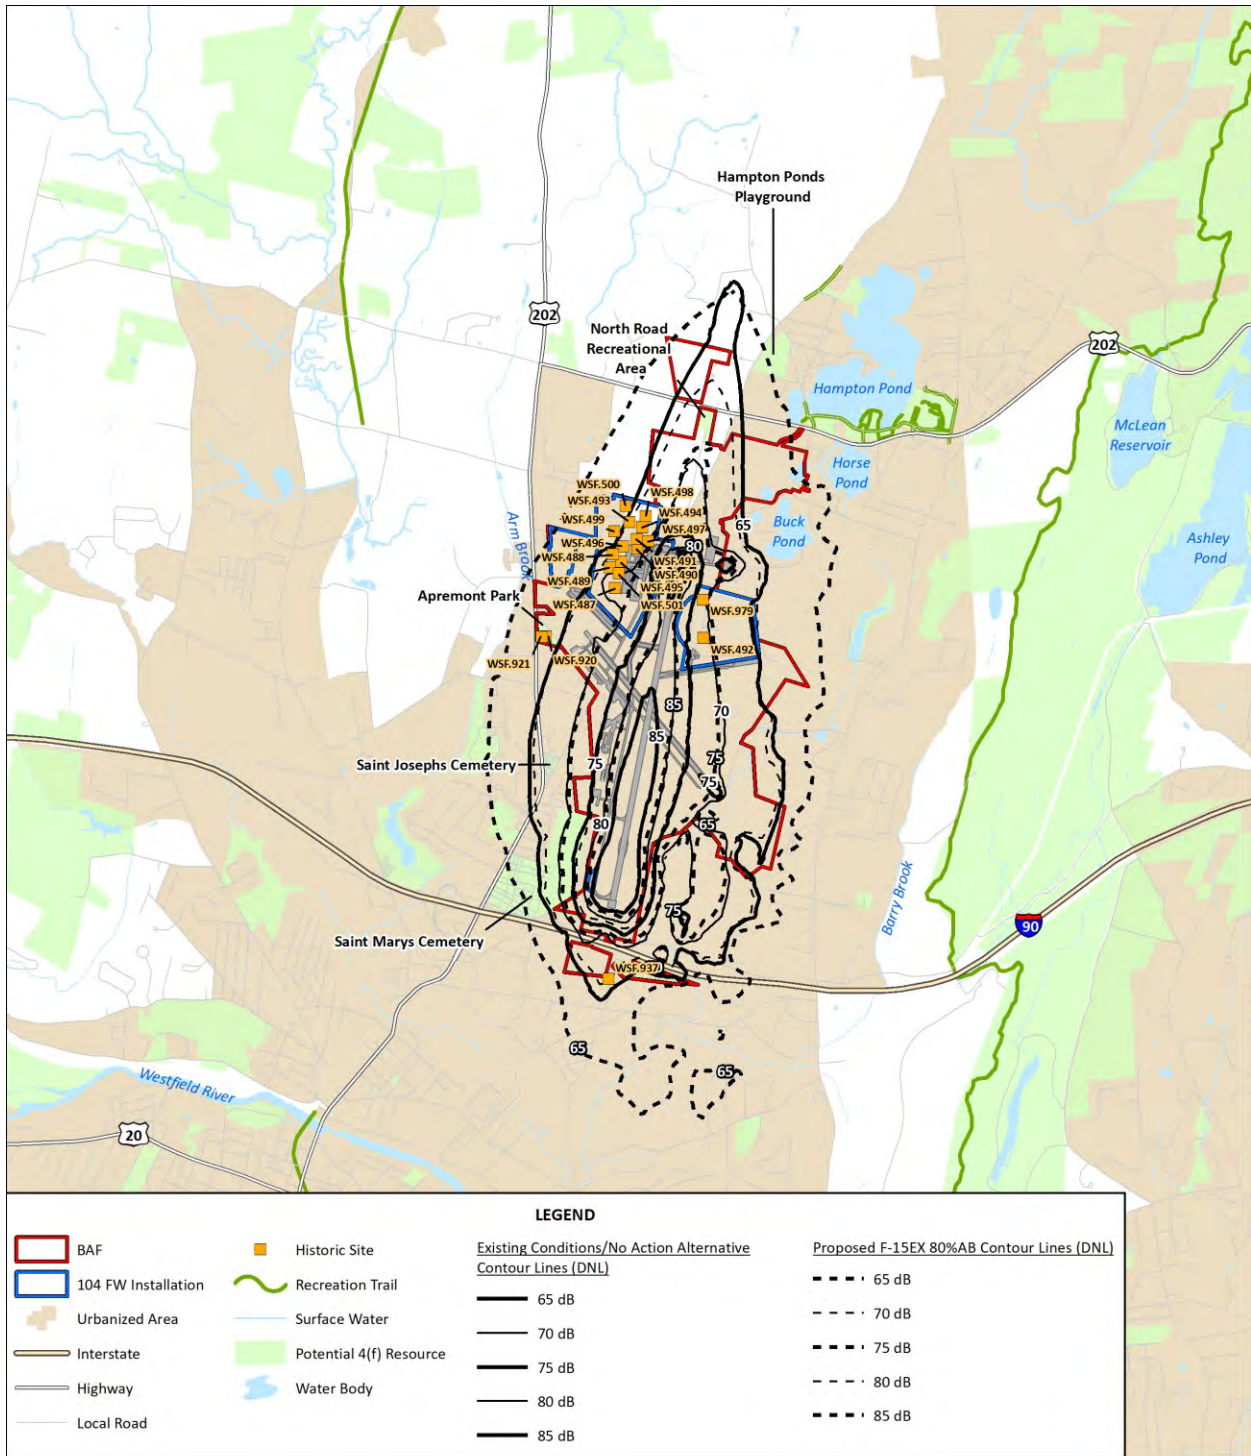 Hampton Ponds
Playground
202
North Road
Recreational
Area
202
Hampton Pond
McLean
Reservoir
Horse
Pond
WSF.500
WSF.493
WSF.498
WSF.499
WSF.494
WSF.497
65
Buck
Pond
Arm Brook
WSF.496
80
Ashley
Pond
WSF.488
WSF.491
WSF.490
WSF.489
WSF.495
Apremont Park
WSF.487
WSF.501
WSF.979
WSF.492
WSF.921
WSF.920
85
70
85
Saint Josephs Cemetery
75
75
75
80
65
Barry Brook
75
90
Saint Marys Cemetery
WSF.937
65
65
Westfield River
20
LEGEND
BAF
104 FW Installation
Urbanized Area
Interstate
Highway
Local Road
Historic Site
Recreation Trail
Surface Water
Potential 4(f) Resource
Water Body
Existing Conditions/No Action Alternative
Contour Lines (DNL)
65 dB
70 dB
75 dB
80 dB
85 dB
Proposed F-15EX 80%AB Contour Lines (DNL)
65 dB
70 dB
75 dB
80 dB
85 dB